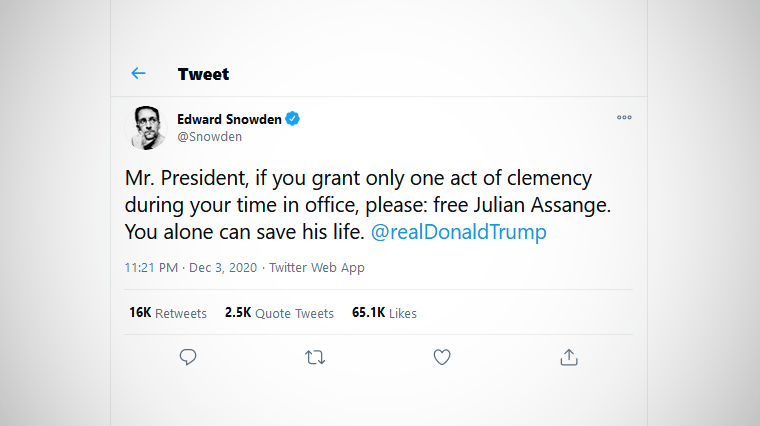 Tweet
Edward Snowden
@Snowden
Mr. President, if you grant only one act of clemency
during your time in office, please: free Julian Assange.
You alone can save his life. @realDonaldTrump
11:21 PM · Dec 3, 2020 · Twitter Web App
16K Retweets 2.5K Quote Tweets 65.1K Likes